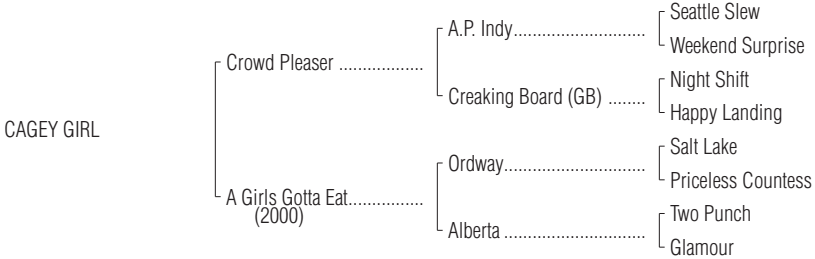 Seattle Slew
A.P. Indy............................
Weekend Surprise
Crowd Pleaser ..................
Night Shift
Creaking Board (GB) ........
Happy Landing
CAGEY GIRL
Salt Lake
Ordway..............................
Priceless Countess
A Girls Gotta Eat................
(2000)
Two Punch
Alberta ..............................
Glamour